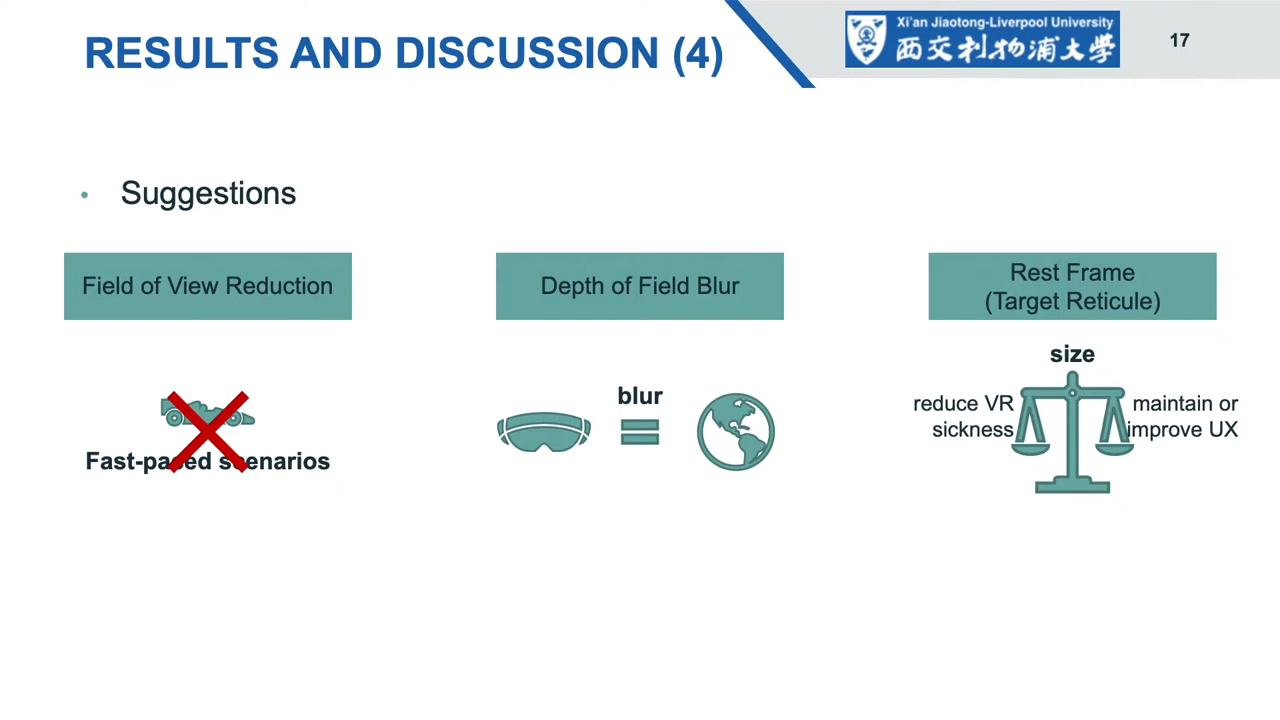 RESULTS AND DISCUSSION (4)
Xi'an Jiaotong-Liverpool University
西交利物浦大學
17
• Suggestions
Field of View Reduction
Depth of Field Blur
Rest Frame
(Target Reticule)
Fast-paced scenarios
blur
size
reduce VR
sickness
maintain or
improve UX